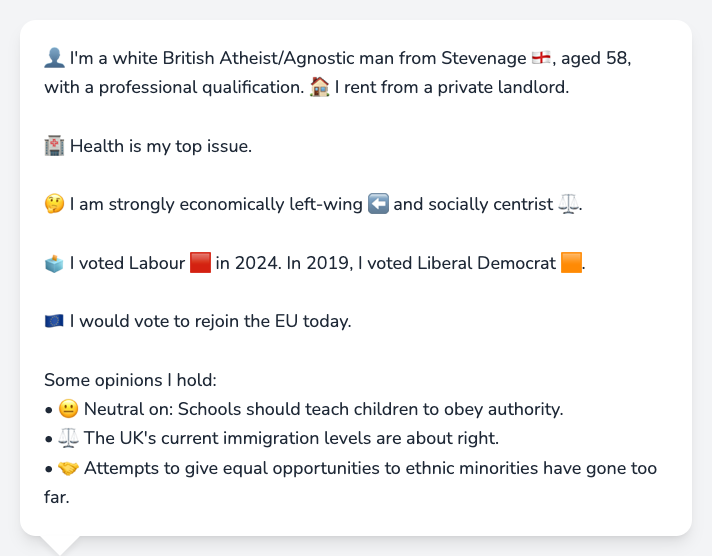 👤 I'm a white British Atheist/Agnostic man from Stevenage 🏴󠁧󠁢󠁥󠁮󠁧󠁿, aged 58,
with a professional qualification. 🏠 I rent from a private landlord.
🏥 Health is my top issue.
🤔 I am strongly economically left-wing ⬅️ and socially centrist ⚖️.
🗳️ I voted Labour 🟥 in 2024. In 2019, I voted Liberal Democrat 🟧.
🇪🇺 I would vote to rejoin the EU today.
Some opinions I hold:
• 😐 Neutral on: Schools should teach children to obey authority.
• ⚖️ The UK's current immigration levels are about right.
• 🤝 Attempts to give equal opportunities to ethnic minorities have gone too
far.